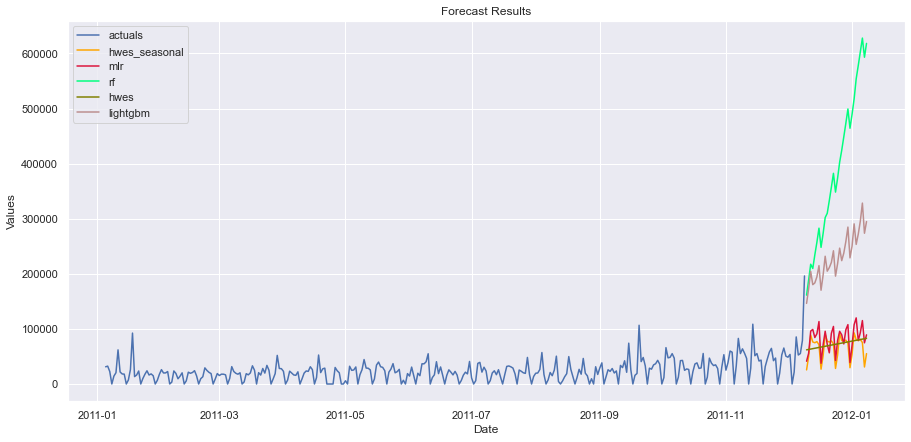 Forecast Results
actuals
hwes_seasonal
mlr
rf
hwes
lightgbm
600000
500000
400000
300000
200000
100000
0
Values
2011-01
2011-03
2011-05
2011-07
2011-09
2011-11
2012-01
Date